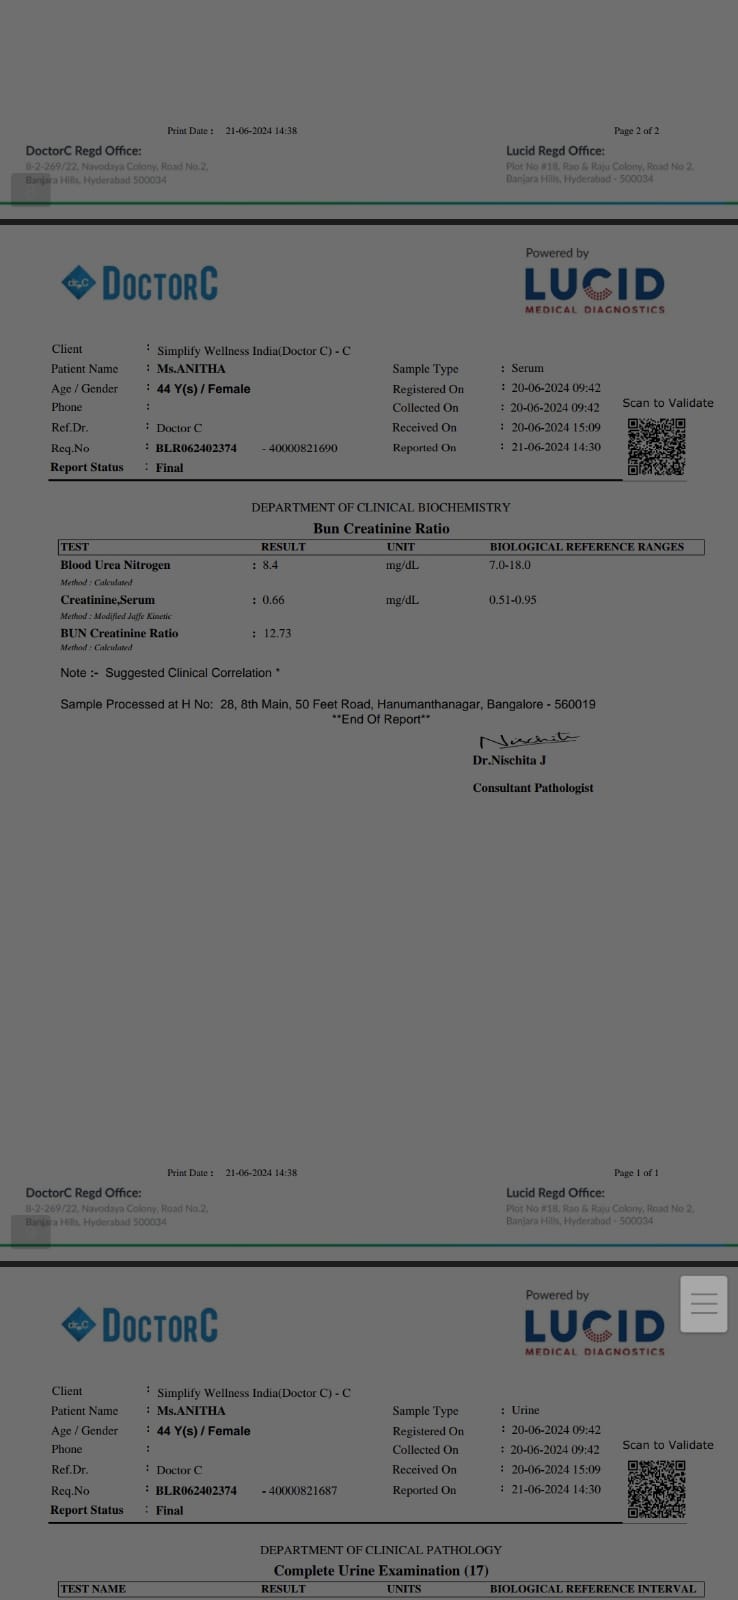 Print Date : 21-06-2024 14:38 Page 2 of 2
DoctorC Regd Office: Lucid Regd Office:
8-2-269/22, Navodaya Colony, Road No.2, Plot No #18, Rao & Raju Colony, Road No 2,
Banjara Hills, Hyderabad 500034 Banjara Hills, Hyderabad - 500034
Powered by
drC DOCTORC LUCID
MEDICAL DIAGNOSTICS
Client : Simplify Wellness India(Doctor C) - C
Patient Name : Ms.ANITHA Sample Type : Serum
Age / Gender : 44 Y(s) / Female Registered On : 20-06-2024 09:42
Phone : Collected On : 20-06-2024 09:42 Scan to Validate
Ref.Dr. : Doctor C Received On : 20-06-2024 15:09
Req.No : BLR062402374 - 40000821690 Reported On : 21-06-2024 14:30
Report Status : Final
DEPARTMENT OF CLINICAL BIOCHEMISTRY
Bun Creatinine Ratio
TEST RESULT UNIT BIOLOGICAL REFERENCE RANGES
Blood Urea Nitrogen : 8.4 mg/dL 7.0-18.0
Method : Calculated
Creatinine,Serum : 0.66 mg/dL 0.51-0.95
Method : Modified Jaffe Kinetic
BUN Creatinine Ratio : 12.73
Method : Calculated
Note :- Suggested Clinical Correlation *
Sample Processed at H No: 28, 8th Main, 50 Feet Road, Hanumanthanagar, Bangalore - 560019
**End Of Report**
Nischita
Dr.Nischita J
Consultant Pathologist
Print Date : 21-06-2024 14:38 Page 1 of 1
DoctorC Regd Office: Lucid Regd Office:
8-2-269/22, Navodaya Colony, Road No.2, Plot No #18, Rao & Raju Colony, Road No 2,
Banjara Hills, Hyderabad 500034 Banjara Hills, Hyderabad - 500034
Powered by
drC DOCTORC LUCID
MEDICAL DIAGNOSTICS
Client : Simplify Wellness India(Doctor C) - C
Patient Name : Ms.ANITHA Sample Type : Urine
Age / Gender : 44 Y(s) / Female Registered On : 20-06-2024 09:42
Phone : Collected On : 20-06-2024 09:42 Scan to Validate
Ref.Dr. : Doctor C Received On : 20-06-2024 15:09
Req.No : BLR062402374 - 40000821687 Reported On : 21-06-2024 14:30
Report Status : Final
DEPARTMENT OF CLINICAL PATHOLOGY
Complete Urine Examination (17)
TEST NAME RESULT UNITS BIOLOGICAL REFERENCE INTERVAL